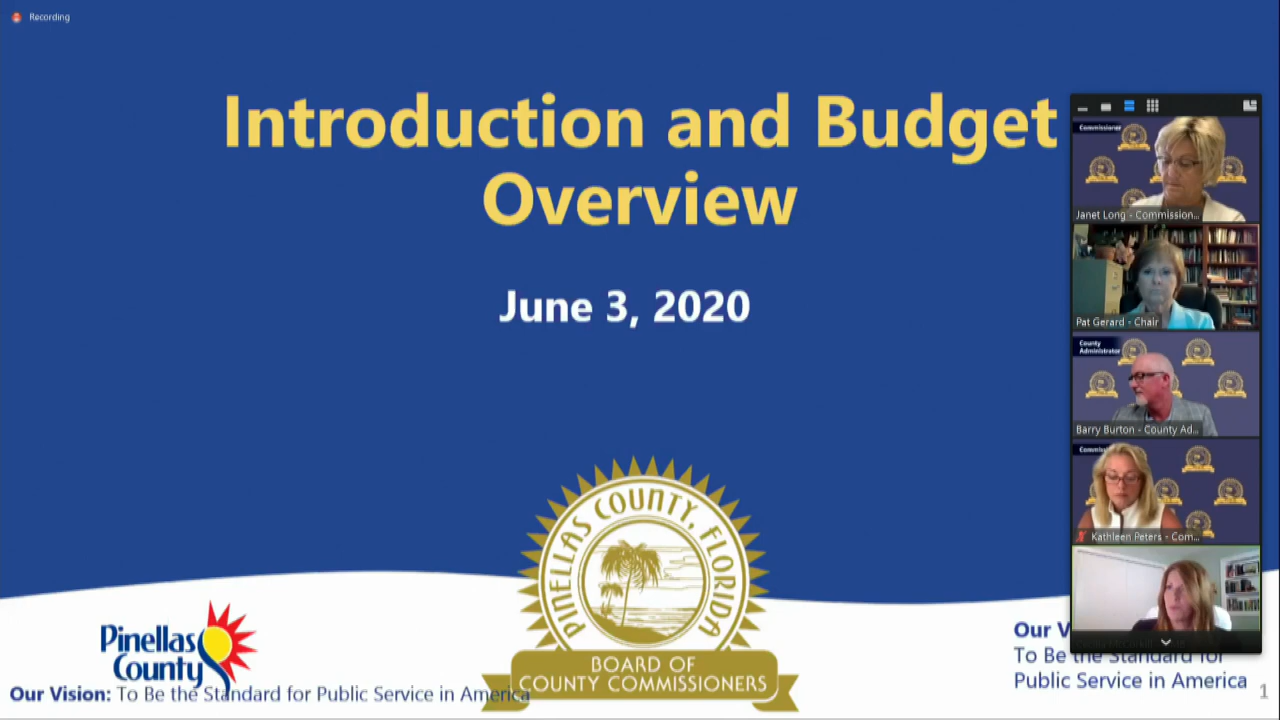 Recording
Introduction and Budget
Overview
June 3, 2020
Commissioner
Janet Long - Commission...
Pat Gerard - Chair
County
Administrator
Barry Burton - County Ad...
Kathleen Peters - Com...
PINELLAS COUNTY, FLORIDA
BOARD OF
COUNTY COMMISSIONERS
Pinellas
County
Our Vision: To Be the Standard for Public Service in America
Our V
To Be the Standard for
Public Service in America
1